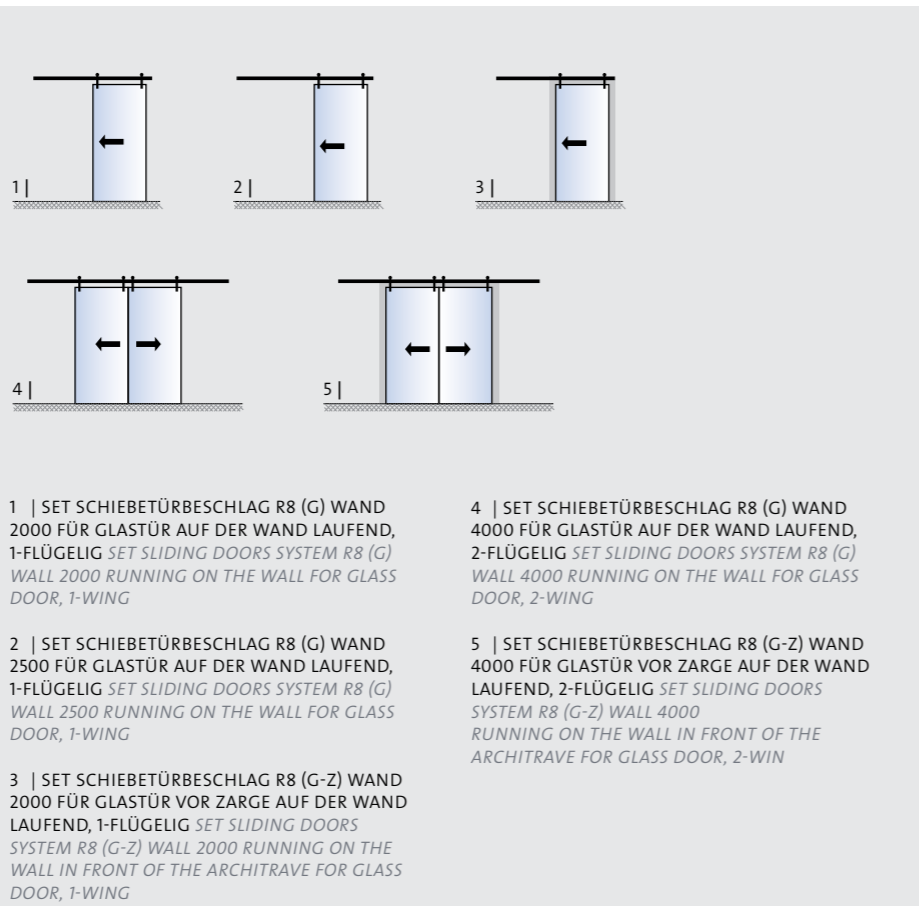 1 |
2 |
3 |
4 |
5 |
1 | SET SCHIEBETÜRBESCHLAG R8 (G) WAND
2000 FÜR GLASTÜR AUF DER WAND LAUFEND,
1-FLÜGELIG SET SLIDING DOORS SYSTEM R8 (G)
WALL 2000 RUNNING ON THE WALL FOR GLASS
DOOR, 1-WING
2 | SET SCHIEBETÜRBESCHLAG R8 (G) WAND
2500 FÜR GLASTÜR AUF DER WAND LAUFEND,
1-FLÜGELIG SET SLIDING DOORS SYSTEM R8 (G)
WALL 2500 RUNNING ON THE WALL FOR GLASS
DOOR, 1-WING
3 | SET SCHIEBETÜRBESCHLAG R8 (G-Z) WAND
2000 FÜR GLASTÜR VOR ZARGE AUF DER WAND
LAUFEND, 1-FLÜGELIG SET SLIDING DOORS
SYSTEM R8 (G-Z) WALL 2000 RUNNING ON THE
WALL IN FRONT OF THE ARCHITRAVE FOR GLASS
DOOR, 1-WING
4 | SET SCHIEBETÜRBESCHLAG R8 (G) WAND
4000 FÜR GLASTÜR AUF DER WAND LAUFEND,
2-FLÜGELIG SET SLIDING DOORS SYSTEM R8 (G)
WALL 4000 RUNNING ON THE WALL FOR GLASS
DOOR, 2-WING
5 | SET SCHIEBETÜRBESCHLAG R8 (G-Z) WAND
4000 FÜR GLASTÜR VOR ZARGE AUF DER WAND
LAUFEND, 2-FLÜGELIG SET SLIDING DOORS
SYSTEM R8 (G-Z) WALL 4000
RUNNING ON THE WALL IN FRONT OF THE
ARCHITRAVE FOR GLASS DOOR, 2-WIN